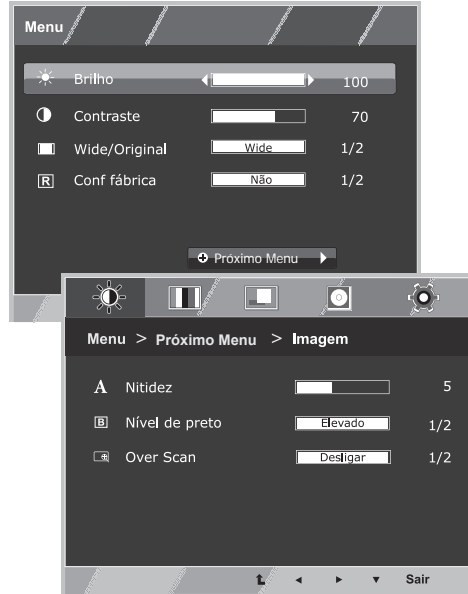 Menu
Brilho 100
Contraste 70
Wide/Original Wide 1/2
R Conf fábrica Não 1/2
Próximo Menu
Menu > Próximo Menu > Imagem
A Nitidez 5
B Nível de preto Elevado 1/2
Over Scan Desligar 1/2
Sair